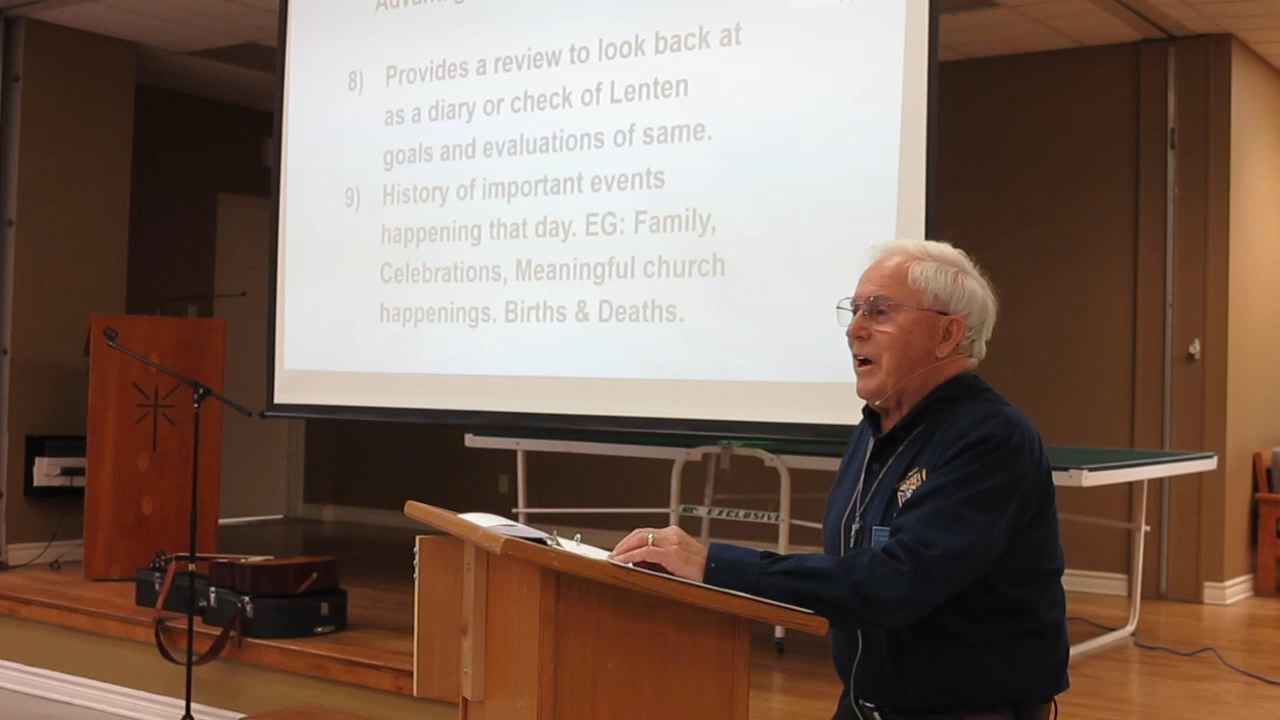 8) Provides a review to look back at
as a diary or check of Lenten
goals and evaluations of same.
9) History of important events
happening that day. EG: Family,
Celebrations, Meaningful church
happenings. Births & Deaths.
EXCLUSIVE